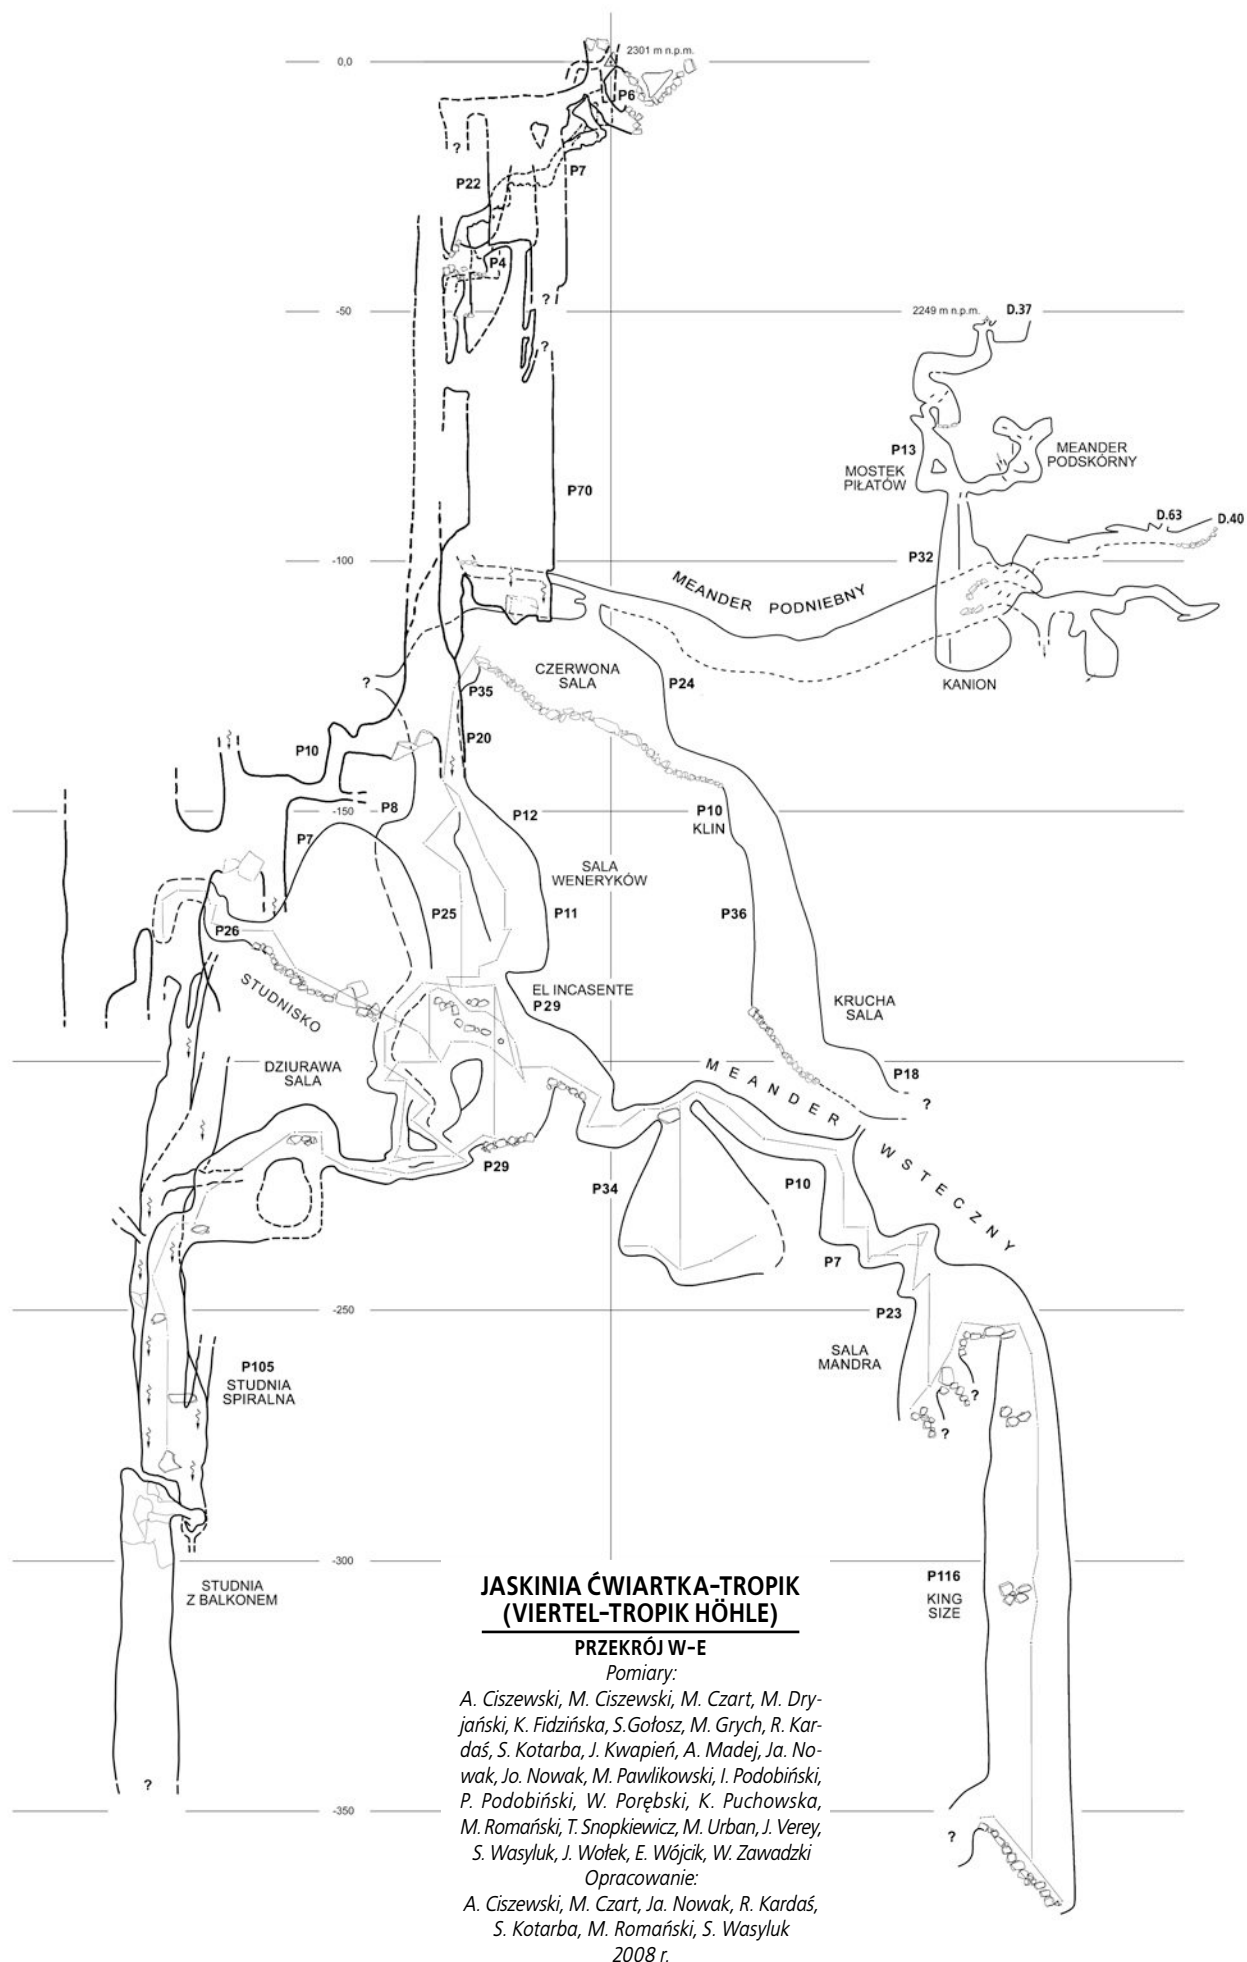 2301 m n.p.m.
0,0
P6
?
P7
P22
P4
?
-50
2249 m n.p.m.
D.37
?
P13
MEANDER
PODSKÓRNY
MOSTEK
PIŁATÓW
P70
D.63
D.40
-100
P32
MEANDER PODNIEBNY
CZERWONA
SALA
P24
KANION
?
P35
P20
P10
-150
P8
P12
P10
KLIN
P7
SALA
WENERYKÓW
P25
P11
P36
P26
STUDNISKO
EL INCASENTE
P29
KRUCHA
SALA
DZIURAWA
SALA
MEANDER WSTECZNY
P18
?
P29
P34
P10
P7
-250
P23
SALA
MANDRA
P105
STUDNIA
SPIRALNA
?
?
-300
STUDNIA
Z BALKONEM
P116
KING
SIZE
?
-350
?
JASKINIA ĆWIARTKA-TROPIK
(VIERTEL-TROPIK HÖHLE)
PRZEKRÓJ W-E
Pomiary:
A. Ciszewski, M. Ciszewski, M. Czart, M. Dry-
jański, K. Fidzińska, S.Gołosz, M. Grych, R. Kar-
daś, S. Kotarba, J. Kwapień, A. Madej, Ja. No-
wak, Jo. Nowak, M. Pawlikowski, I. Podobiński,
P. Podobiński, W. Porębski, K. Puchowska,
M. Romański, T. Snopkiewicz, M. Urban, J. Verey,
S. Wasyluk, J. Wołek, E. Wójcik, W. Zawadzki
Opracowanie:
A. Ciszewski, M. Czart, Ja. Nowak, R. Kardaś,
S. Kotarba, M. Romański, S. Wasyluk
2008 r.